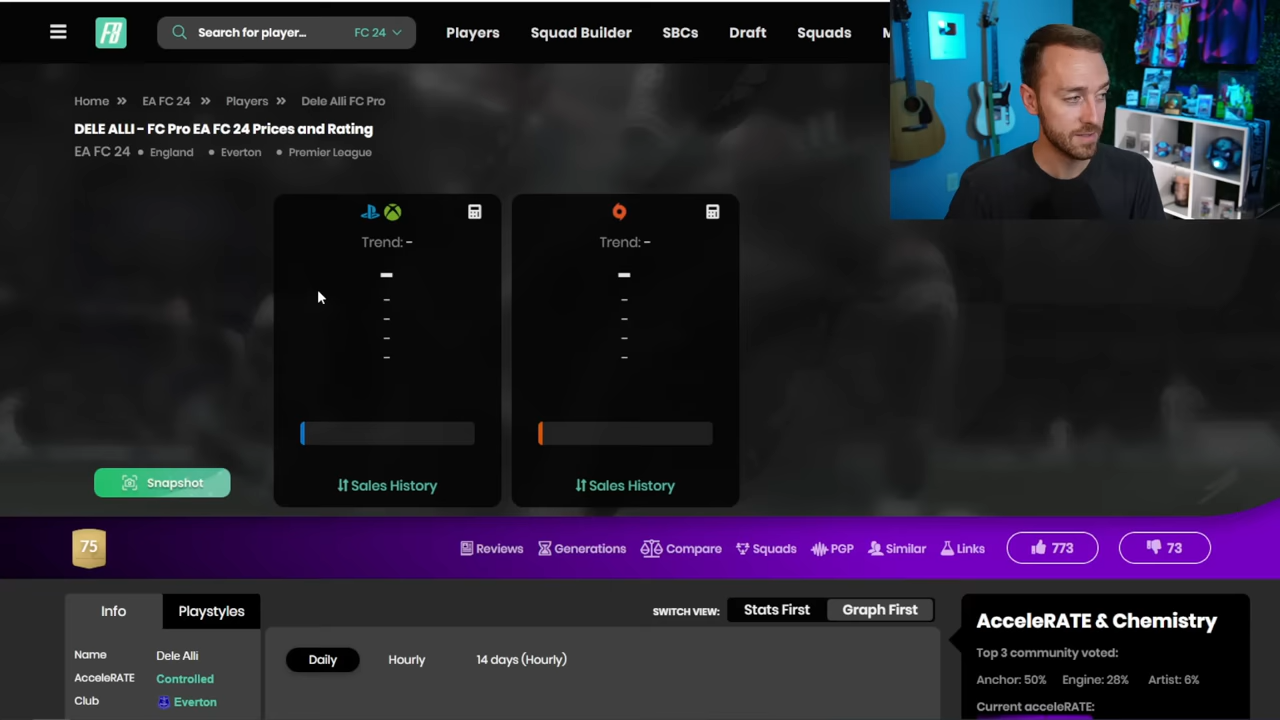 FB
Search for player...
FC 24
Players
Squad Builder
SBCs
Draft
Squads
M
Home » EA FC 24 » Players » Dele Alli FC Pro
DELE ALLI - FC Pro EA FC 24 Prices and Rating
EA FC 24 • England • Everton • Premier League
Trend: -
Trend: -
-
-
-
-
-
-
-
-
-
-
Sales History
Sales History
Snapshot
75
Reviews
Generations
Compare
Squads
PGP
Similar
Links
773
73
Info
Playstyles
SWITCH VIEW:
Stats First
Graph First
AcceleRATE & Chemistry
Top 3 community voted:
Anchor: 50% Engine: 28% Artist: 6%
Current acceleRATE:
Name Dele Alli
AcceleRATE Controlled
Club Everton
Daily
Hourly
14 days (Hourly)